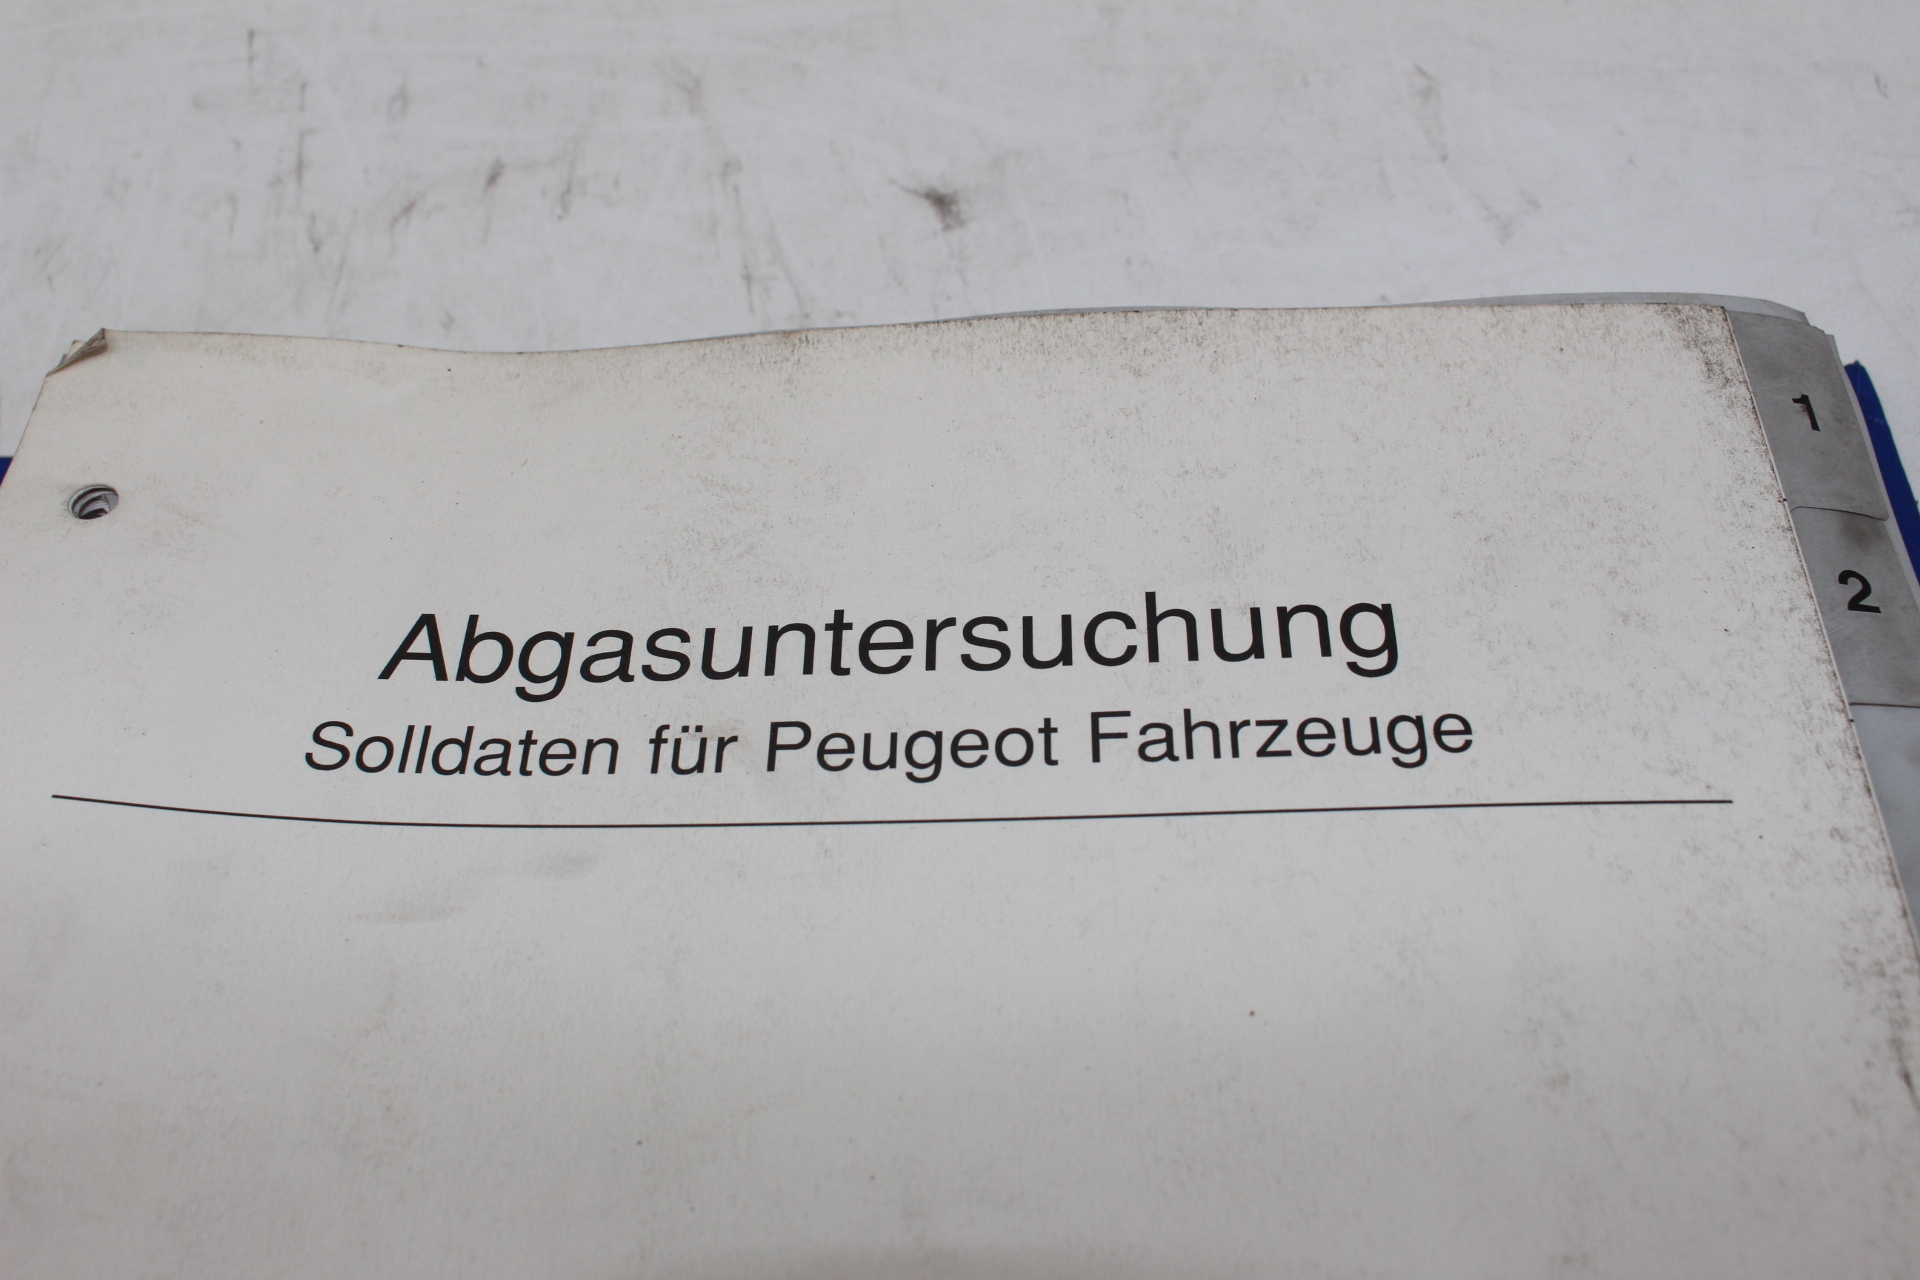 1
2
Abgasuntersuchung
Solldaten für Peugeot Fahrzeuge